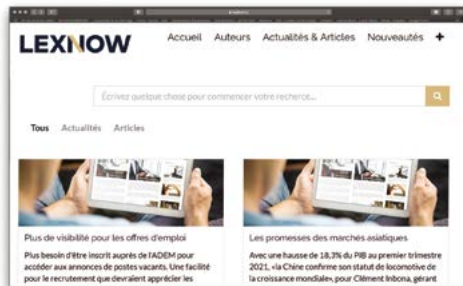 LEXNOW
Accueil Auteurs Actualités & Articles Nouveautés +
Écrivez quelque chose pour commencer votre recherce...
Tous Actualités Articles
Plus de visibilité pour les offres d'emploi
Plus besoin d'être inscrit auprès de l'ADEM pour
accéder aux annonces de postes vacants. Une facilité
pour le recrutement que devraient apprécier les
Les promesses des marchés asiatiques
Avec une hausse de 18,3% du PIB au premier trimestre
2021, «la Chine confirme son statut de locomotive de
la croissance mondiale», pour Clément Inbona, gérant